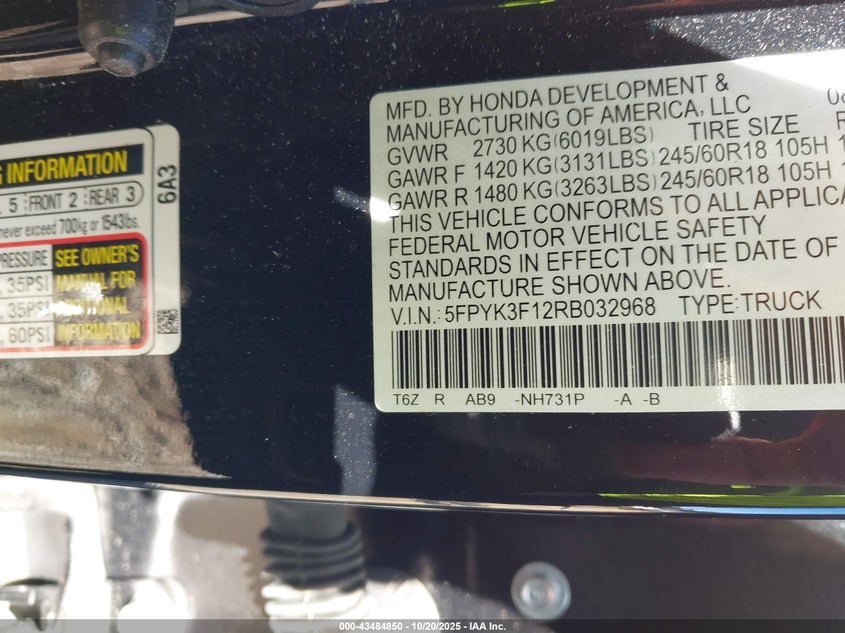 G INFORMATION
5 FRONT 2 REAR 3
never exceed 700kg or 1543lbs.
PRESSURE SEE OWNER'S
35PSI MANUAL FOR
35PSI ADDITIONAL
60PSI INFORMATION
6A3
MFD. BY HONDA DEVELOPMENT &
MANUFACTURING OF AMERICA, LLC
GVWR 2730 KG(6019LBS) TIRE SIZE R
GAWR F 1420 KG(3131LBS) 245/60R18 105H
GAWR R 1480 KG(3263LBS) 245/60R18 105H
THIS VEHICLE CONFORMS TO ALL APPLICA
FEDERAL MOTOR VEHICLE SAFETY
STANDARDS IN EFFECT ON THE DATE OF
MANUFACTURE SHOWN ABOVE.
V.I.N.: 5FPYK3F12RB032968 TYPE: TRUCK
T6Z R AB9 -NH731P -A -B
000-43484850 - 10/20/2025 - IAA Inc.